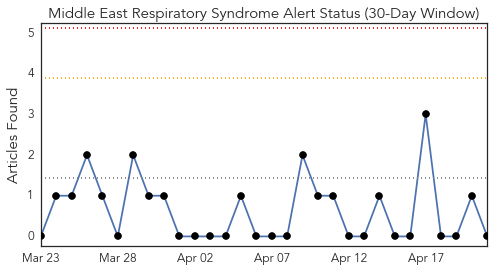 Middle East Respiratory Syndrome Alert Status (30-Day Window)
Articles Found
5
4
3
2
1
0
Mar 23 Mar 28 Apr 02 Apr 07 Apr 12 Apr 17